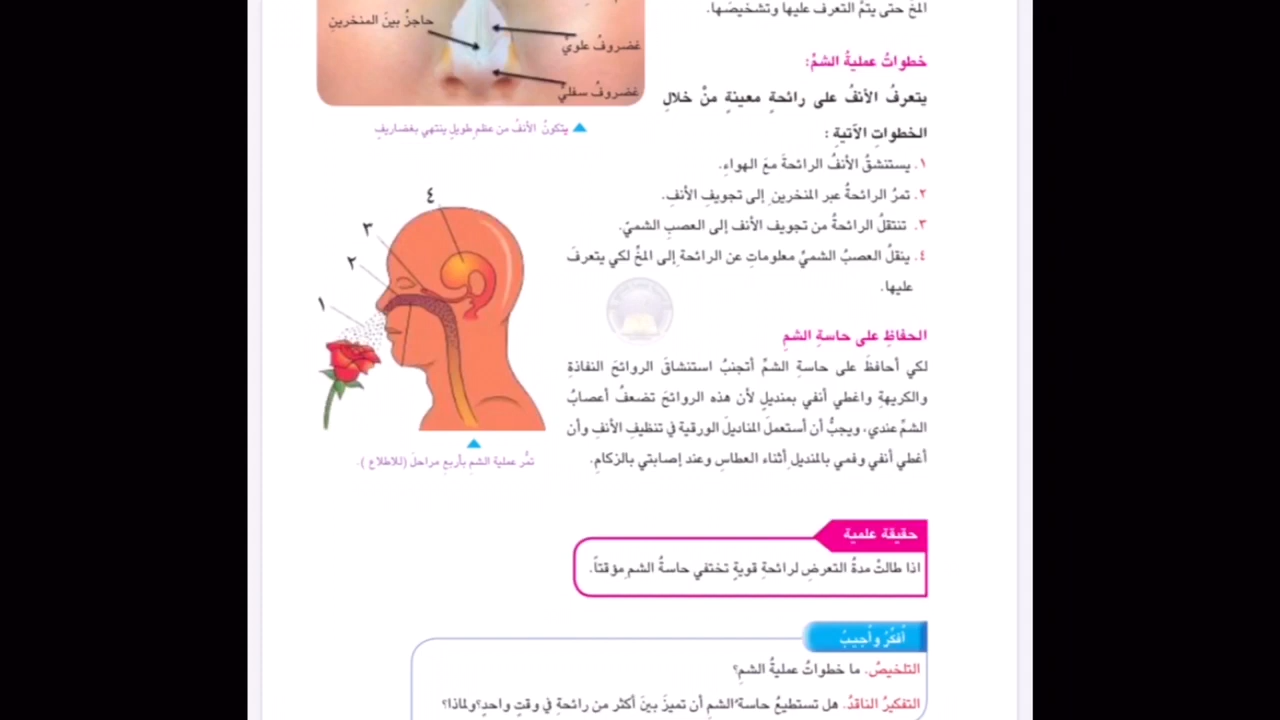 المخ حتى يتمَّ التعرف عليها وتشخيصَها.
حاجزُ بينَ المنخرينِ
غضروفُ علويٌ
غضروفُ سفليٌ
يتكونُ الأنفُ من عظمِ طويلِ ينتهي بغضاريفِ
خطواتُ عمليةُ الشمِّ:
يتعرفُ الأنفُ على رائحةٍ معينةٍ منْ خلالِ
الخطواتِ الآتيةِ :
١. يستنشقُ الأنفُ الرائحةَ معَ الهواءِ.
٢. تمرُ الرائحةُ عبر المنخرينِ إلى تجويفِ الأنفِ.
٣. تنتقلُ الرائحةُ من تجويف الأنف إلى العصبِ الشميّ.
٤. ينقلُ العصبُ الشميُّ معلوماتٍ عن الرائحةِ إلى المخِّ لكي يتعرفَ
عليها.
٤
٣
٢
١
تمُر عملية الشمِ بأربعِ مراحلَ (للاطلاع ).
الحفاظِ على حاسةِ الشمِ
لكي أحافظَ على حاسةِ الشمِّ أتجنبُ استنشاقَ الروائحَ النفاذةِ
والكريهةِ واغطي أنفي بمنديلٍ لأن هذه الروائحَ تضعفُ أعصابُ
الشمِّ عندي، ويجبُّ أن أستعملَ المناديلَ الورقية في تنظيفِ الأنفِ وأن
أغطي أنفي وفمي بالمنديلِ أثناء العطاسِ وعند إصابتي بالزكامِ.
حقيقة علمية
اذا طالتْ مدةُ التعرضِ لرائحةِ قويةٍ تختفي حاسةُ الشمِ مؤقتاً.
أفكرُ وأجيبُ
التلخيصُ. ما خطواتُ عمليةُ الشمِ؟
التفكيرُ الناقدُ. هل تستطيعُ حاسةُ الشمِ أن تميزَ بينَ أكثر من رائحةِ في وقتٍ واحدٍ؟ولماذا؟